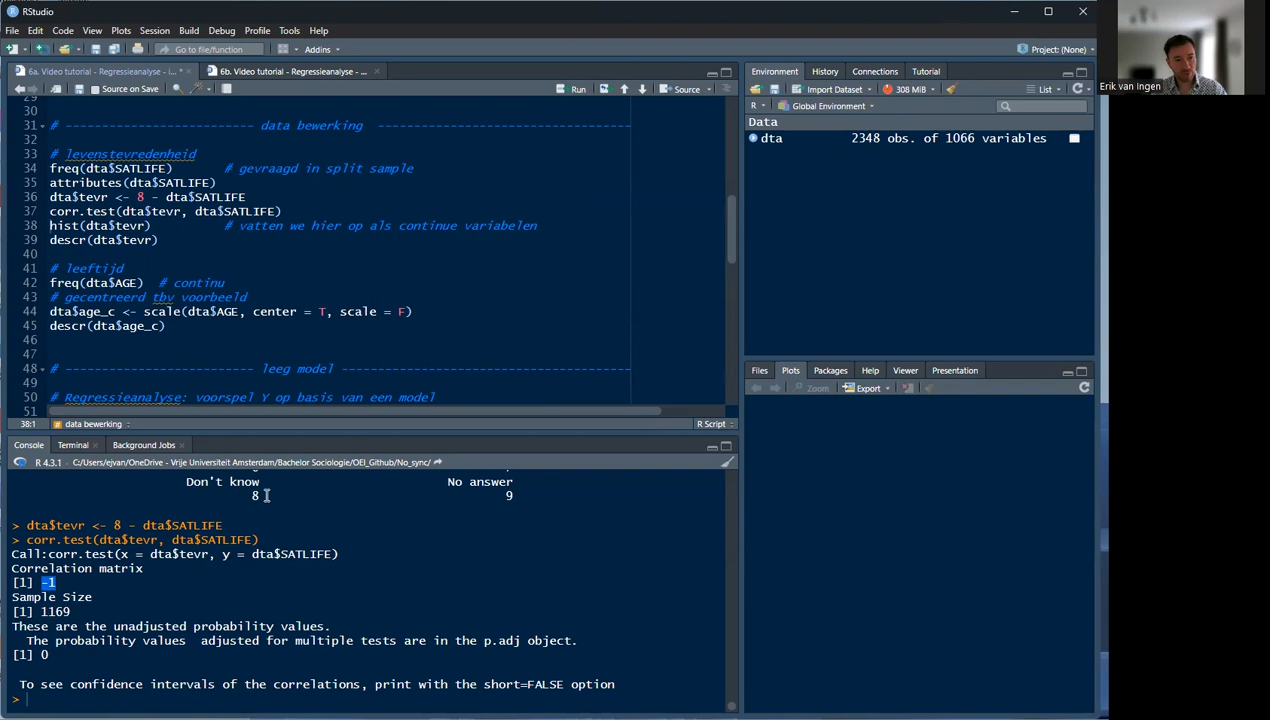 RStudio
File Edit Code View Plots Session Build Debug Profile Tools Help
Go to file/function Addins Project: (None)
6a. Video tutorial - Regressieanalyse - i...* 6b. Video tutorial - Regressieanalyse - ...
Source on Save Run Source
29
30
31 # ------------------------ data bewerking -----------------------------
32
33 # levenstevredenheid
34 freq(dta$SATLIFE) # gevraagd in split sample
35 attributes(dta$SATLIFE)
36 dta$tevr <- 8 - dta$SATLIFE
37 corr.test(dta$tevr, dta$SATLIFE)
38 hist(dta$tevr) # vatten we hier op als continue variabelen
39 descr(dta$tevr)
40
41 # leeftijd
42 freq(dta$AGE) # continu
43 # gecentreerd tbv voorbeeld
44 dta$age_c <- scale(dta$AGE, center = T, scale = F)
45 descr(dta$age_c)
46
47
48 # ------------------------ leeg model ---------------------------------
49
50 # Regressieanalyse: voorspel Y op basis van een model
51
38:1 data bewerking R Script
Console Terminal Background Jobs
R 4.3.1 · C:/Users/ejvan/OneDrive - Vrije Universiteit Amsterdam/Bachelor Sociologie/OEI_Github/No_sync/
Don't know No answer
8 9
> dta$tevr <- 8 - dta$SATLIFE
> corr.test(dta$tevr, dta$SATLIFE)
Call:corr.test(x = dta$tevr, y = dta$SATLIFE)
Correlation matrix
[1] -1
Sample Size
[1] 1169
These are the unadjusted probability values.
The probability values adjusted for multiple tests are in the p.adj object.
[1] 0
To see confidence intervals of the correlations, print with the short=FALSE option
>
Environment History Connections Tutorial
Import Dataset 308 MiB List
R Global Environment
Data
dta 2348 obs. of 1066 variables
Files Plots Packages Help Viewer Presentation
Zoom Export
Erik van Ingen